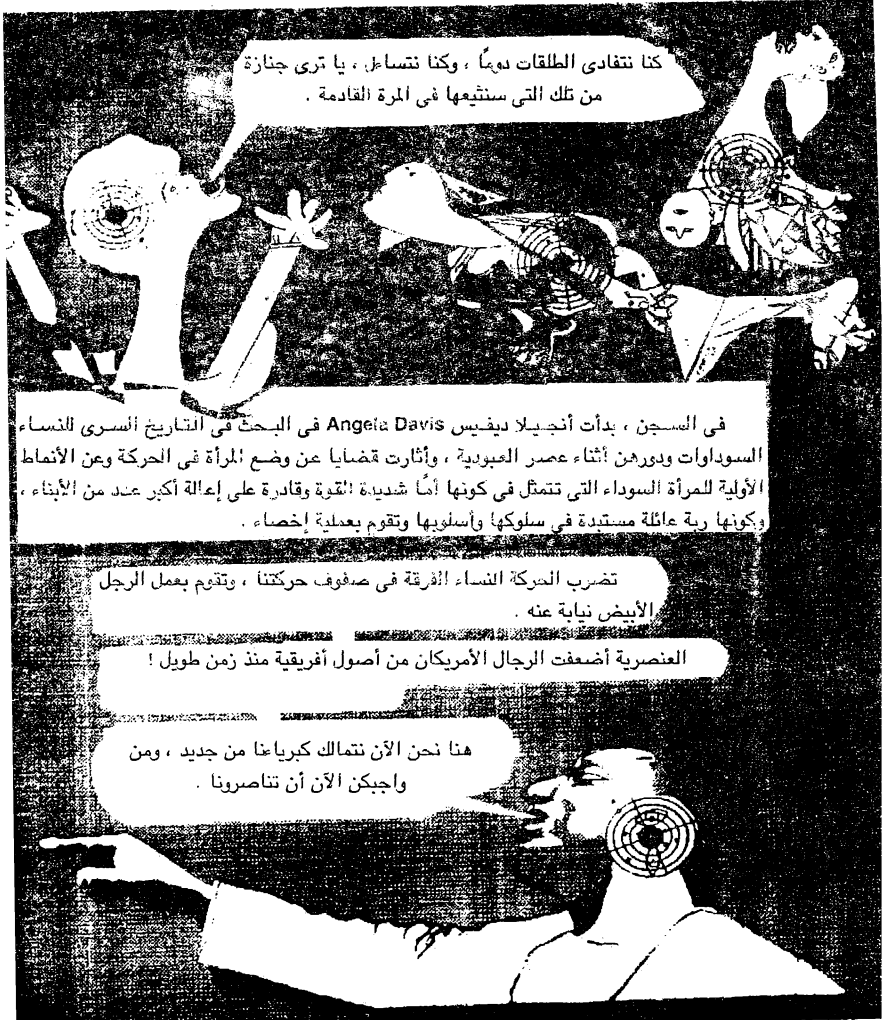 كنا نتفادى الطلقات دومًا ، وكنا نتساءل ، يا ترى جنازة
من تلك التى سنشيعها فى المرة القادمة .
فى السجن ، بدأت أنجيلا ديفيس Angela Davis فى البحث فى التاريخ السرى للنساء
السوداوات ودورهن أثناء عصر العبودية ، وأثارت قضايا عن وضع المرأة فى الحركة وعن الأنماط
الأولية للمرأة السوداء التى تتمثل فى كونها أمًا شديدة القوة وقادرة على إعالة أكبر عدد من الأبناء ،
وكونها ربة عائلة مستبدة فى سلوكها وأسلوبها وتقوم بعملية إخصاء .
تضرب الحركة النساء الفرقة فى صفوف حركتنا ، وتقوم بعمل الرجل
الأبيض نيابة عنه .
العنصرية أضعفت الرجال الأمريكان من أصول أفريقية منذ زمن طويل !
هنا نحن الآن نتمالك كبرياءنا من جديد ، ومن
واجبكن الآن أن تناصرونا .